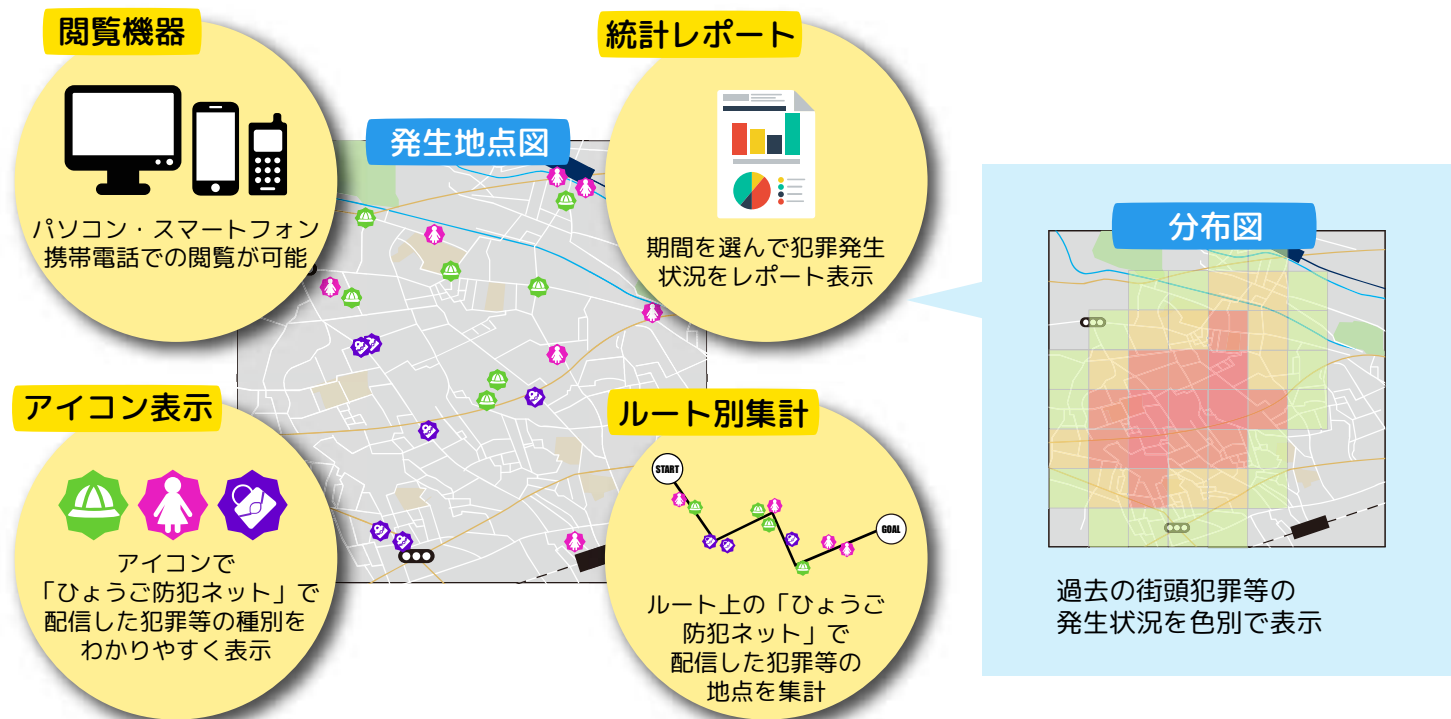 閲覧機器
パソコン・スマートフォン
携帯電話での閲覧が可能
発生地点図
統計レポート
期間を選んで犯罪発生
状況をレポート表示
アイコン表示
アイコンで
「ひょうご防犯ネット」で
配信した犯罪等の種別を
わかりやすく表示
ルート別集計
START
GOAL
ルート上の「ひょうご
防犯ネット」で
配信した犯罪等の
地点を集計
分布図
過去の街頭犯罪等の
発生状況を色別で表示